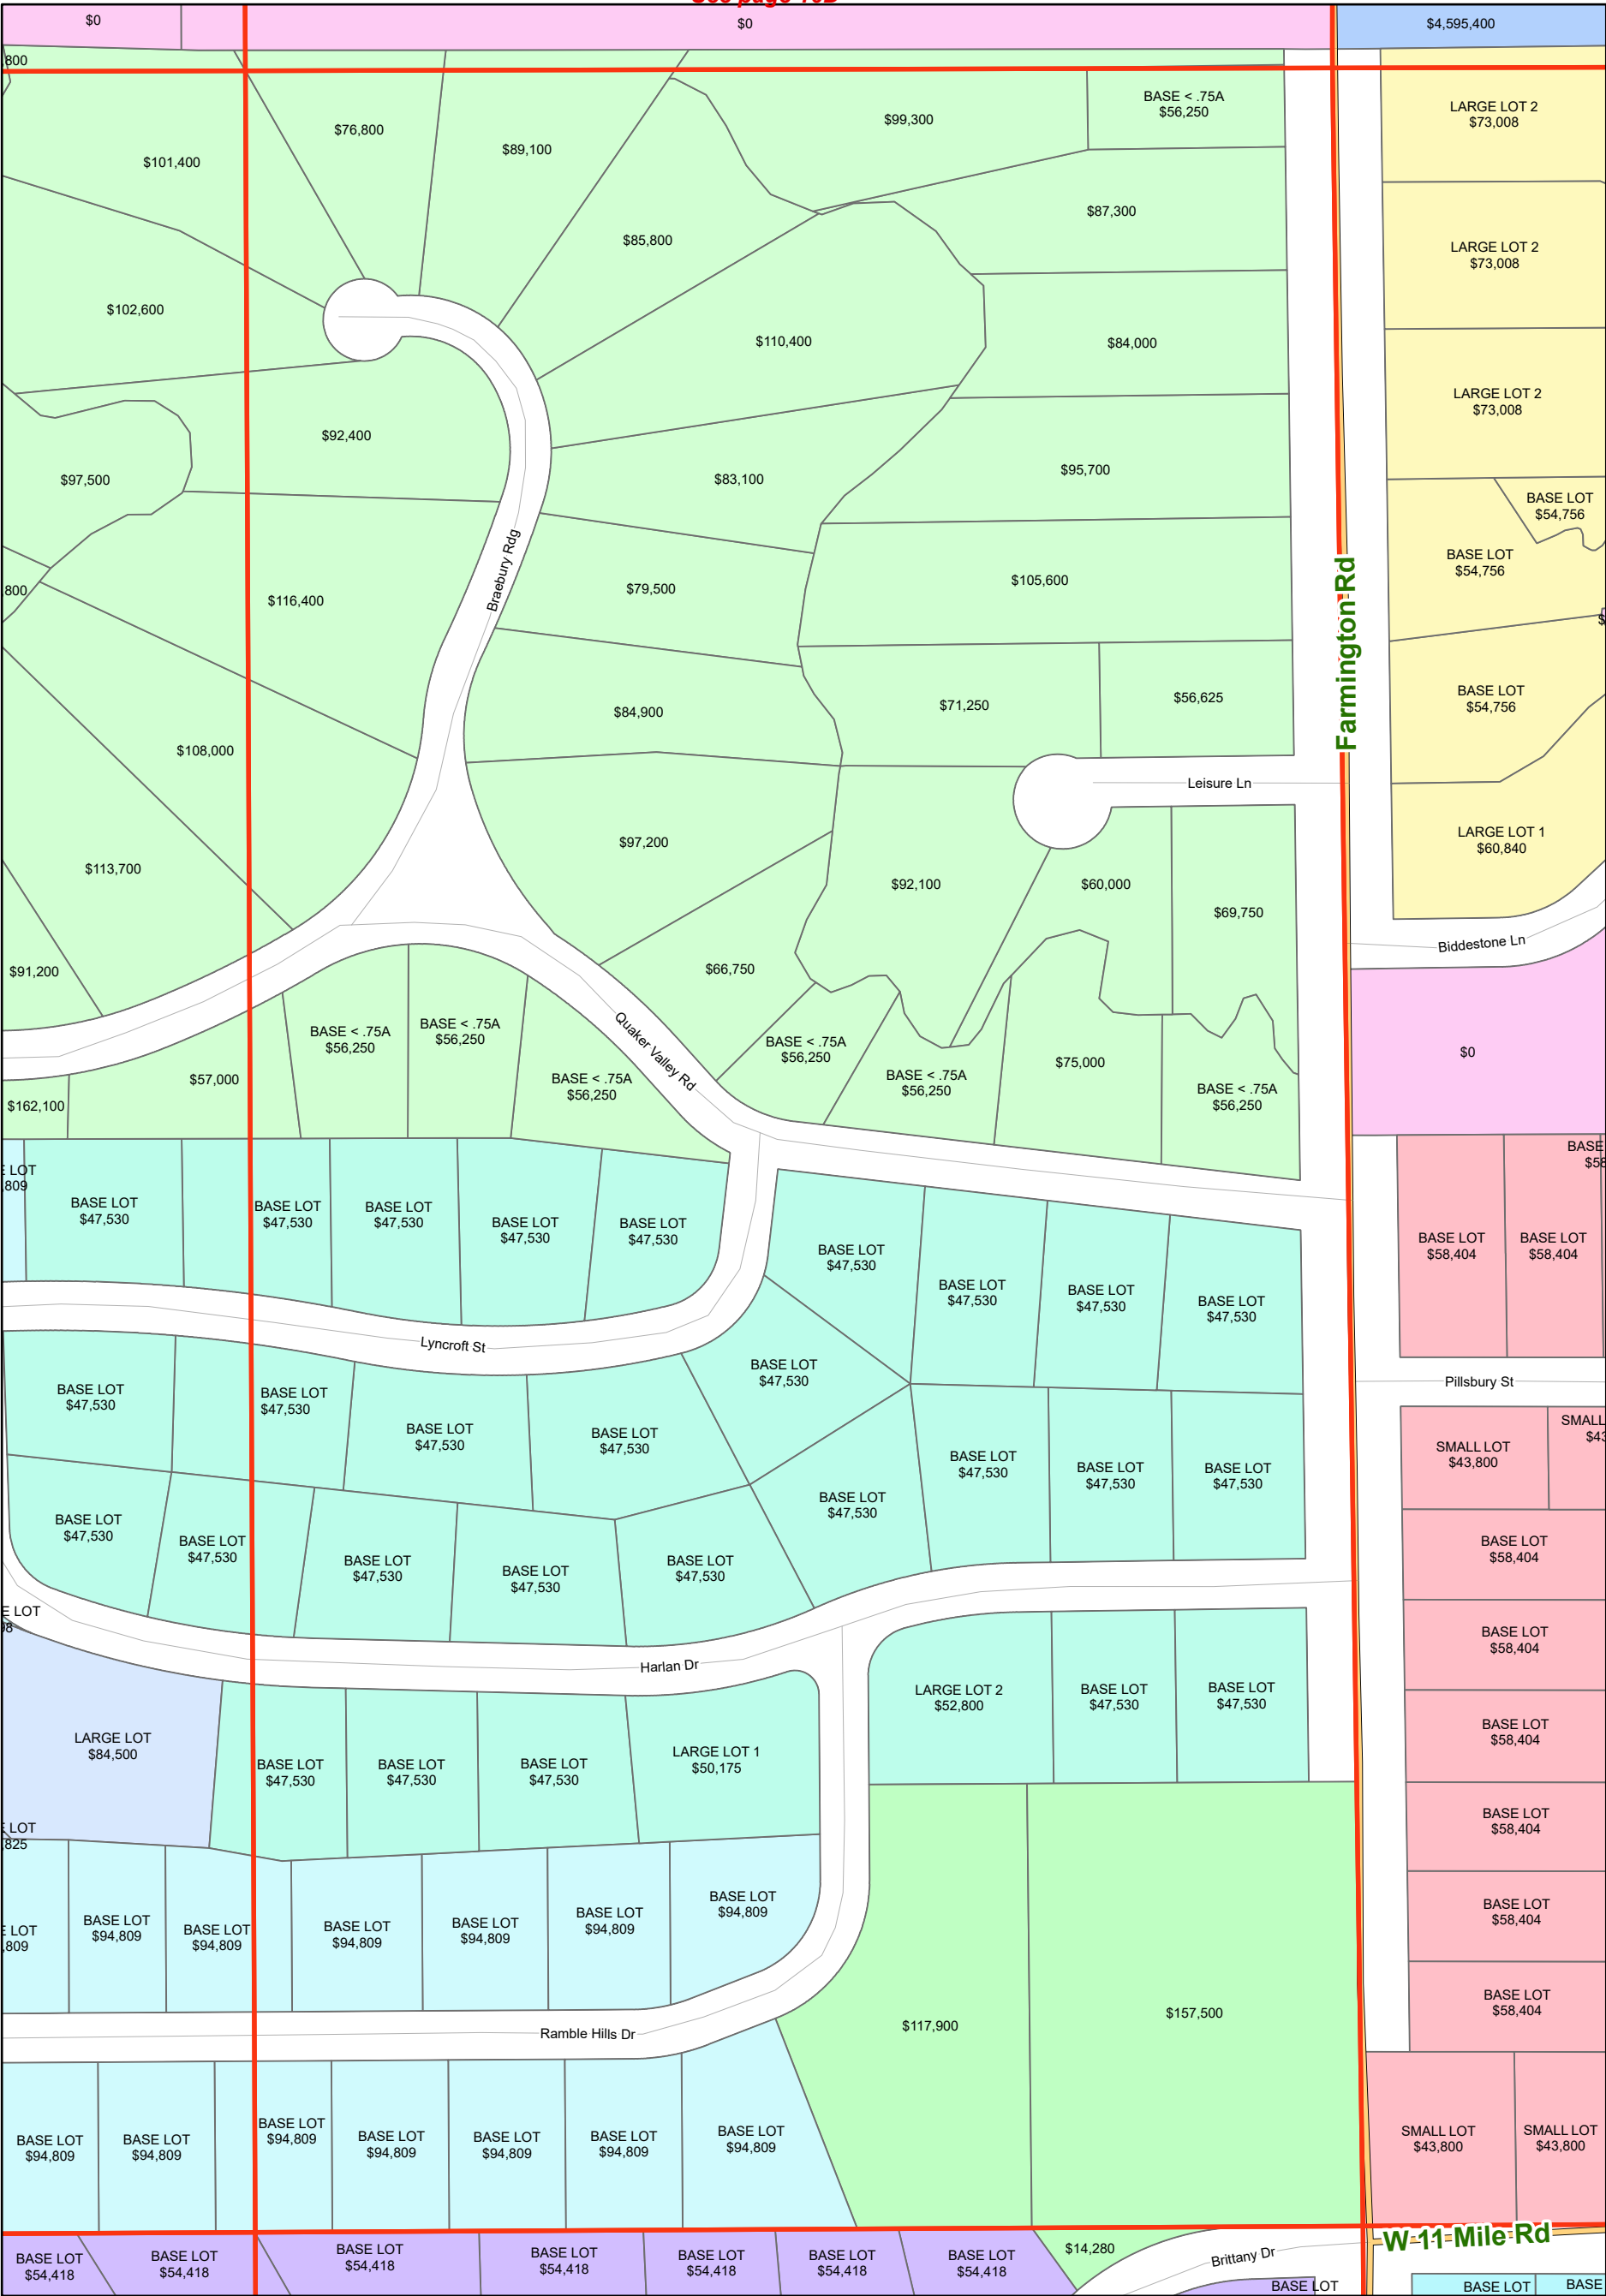 $0
$0
$4,595,400
800
$76,800
$89,100
$99,300
BASE < .75A
$56,250
LARGE LOT 2
$73,008
$101,400
$85,800
$87,300
LARGE LOT 2
$73,008
$102,600
$110,400
$84,000
LARGE LOT 2
$73,008
$92,400
$97,500
$83,100
$95,700
BASE LOT
$54,756
BASE LOT
$54,756
Braebury Rdg
800
$116,400
$79,500
$105,600
Farmington Rd
$
$84,900
$71,250
$56,625
BASE LOT
$54,756
$108,000
Leisure Ln
$113,700
$97,200
$92,100
$60,000
$69,750
LARGE LOT 1
$60,840
Biddestone Ln
$91,200
$66,750
BASE < .75A
$56,250
BASE < .75A
$56,250
Quaker Valley Rd
BASE < .75A
$56,250
$0
$162,100
$57,000
BASE < .75A
$56,250
BASE < .75A
$56,250
$75,000
BASE < .75A
$56,250
E LOT
809
BASE LOT
$47,530
BASE LOT
$47,530
BASE LOT
$47,530
BASE LOT
$47,530
BASE LOT
$47,530
BASE LOT
$47,530
BASE LOT
$47,530
BASE LOT
$47,530
BASE LOT
$47,530
BASE LOT
$58,404
BASE LOT
$58,404
BASE
$58
Lyncroft St
Pillsbury St
BASE LOT
$47,530
BASE LOT
$47,530
BASE LOT
$47,530
BASE LOT
$47,530
BASE LOT
$47,530
BASE LOT
$47,530
BASE LOT
$47,530
BASE LOT
$47,530
SMALL LOT
$43,800
SMALL
$43
BASE LOT
$47,530
BASE LOT
$47,530
BASE LOT
$47,530
BASE LOT
$47,530
BASE LOT
$47,530
BASE LOT
$47,530
BASE LOT
$58,404
E LOT
98
Harlan Dr
BASE LOT
$58,404
LARGE LOT
$84,500
BASE LOT
$47,530
BASE LOT
$47,530
BASE LOT
$47,530
LARGE LOT 1
$50,175
LARGE LOT 2
$52,800
BASE LOT
$47,530
BASE LOT
$47,530
BASE LOT
$58,404
E LOT
,825
BASE LOT
$58,404
E LOT
,809
BASE LOT
$94,809
BASE LOT
$94,809
BASE LOT
$94,809
BASE LOT
$94,809
BASE LOT
$94,809
BASE LOT
$94,809
BASE LOT
$58,404
Ramble Hills Dr
$117,900
$157,500
BASE LOT
$58,404
BASE LOT
$94,809
BASE LOT
$94,809
BASE LOT
$94,809
BASE LOT
$94,809
BASE LOT
$94,809
BASE LOT
$94,809
BASE LOT
$94,809
SMALL LOT
$43,800
SMALL LOT
$43,800
W 11 Mile Rd
BASE LOT
$54,418
BASE LOT
$54,418
BASE LOT
$54,418
BASE LOT
$54,418
BASE LOT
$54,418
BASE LOT
$54,418
BASE LOT
$54,418
$14,280
Brittany Dr
BASE LOT
BASE LOT
BASE